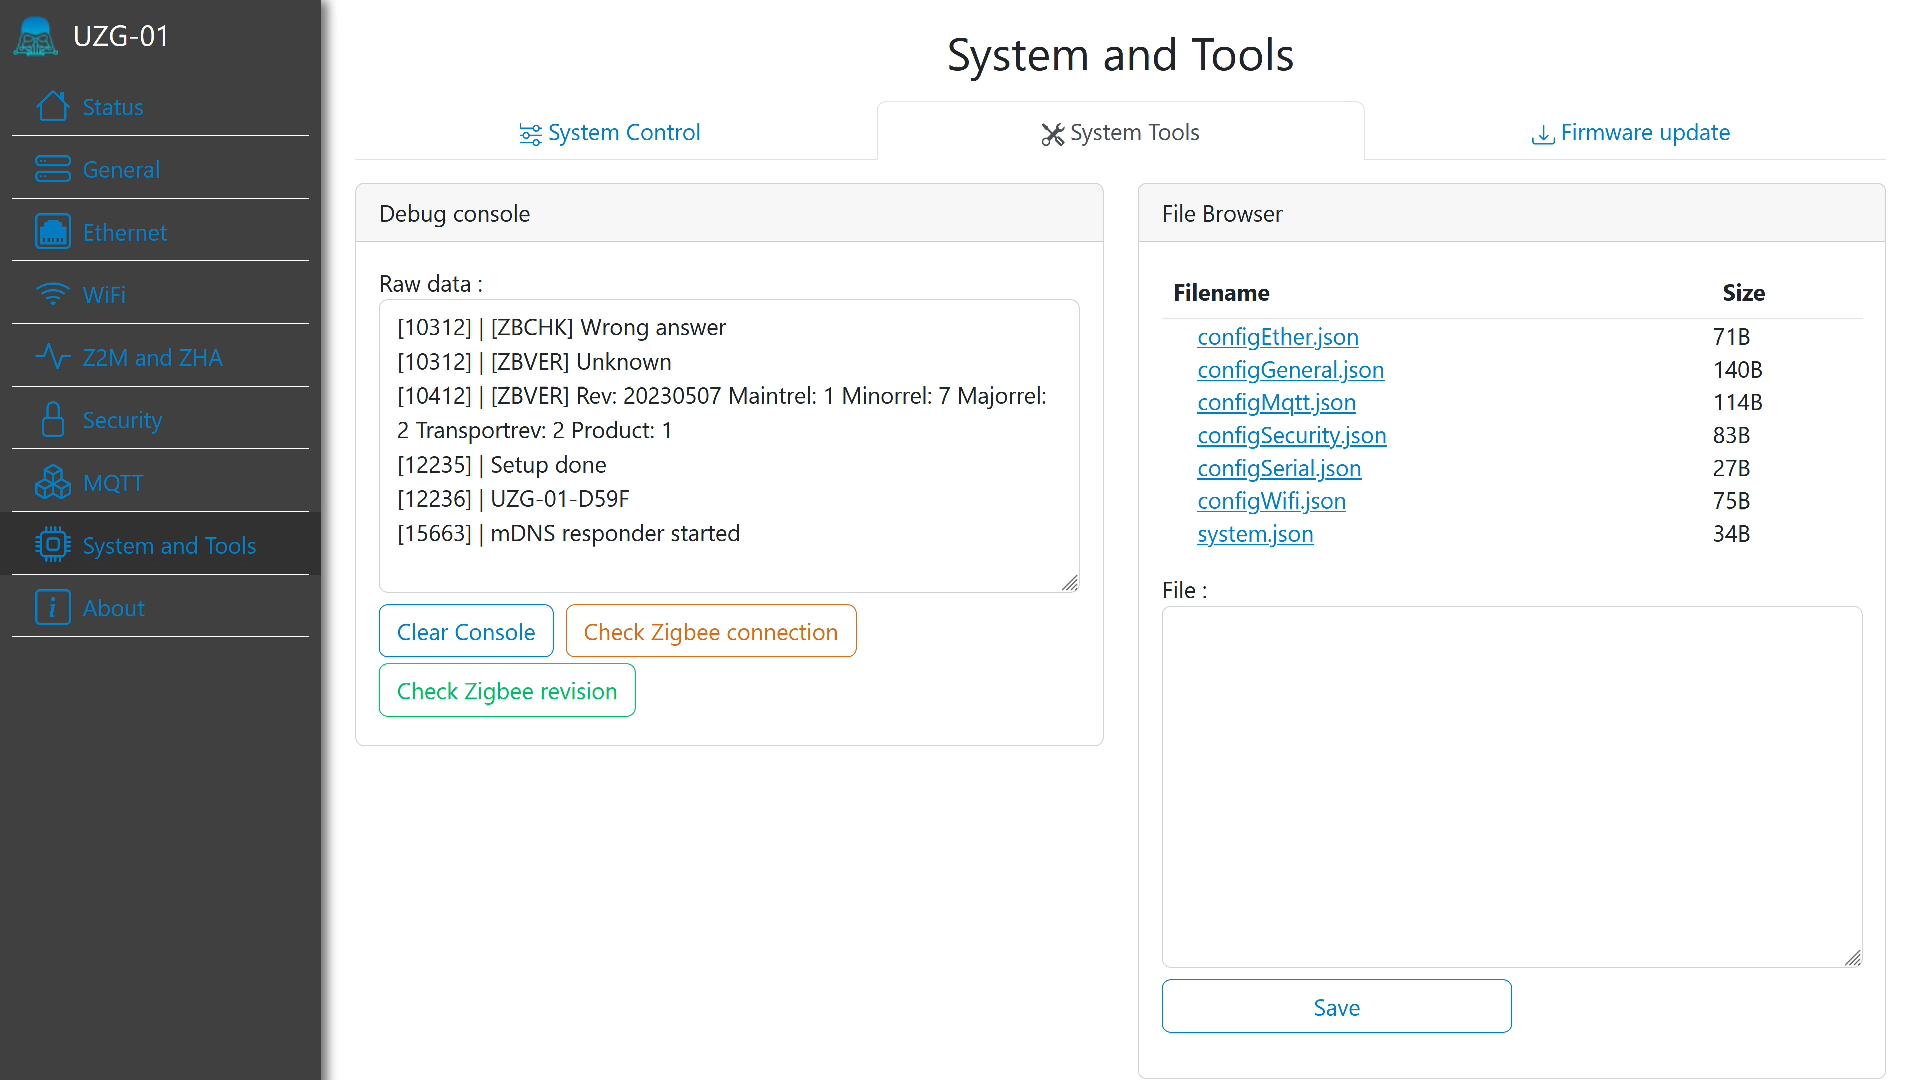 UZG-01
Status
General
Ethernet
WiFi
Z2M and ZHA
Security
MQTT
System and Tools
About
System and Tools
System Control
System Tools
Firmware update
Debug console
Raw data :
[10312] | [ZBCHK] Wrong answer
[10312] | [ZBVER] Unknown
[10412] | [ZBVER] Rev: 20230507 Maintrel: 1 Minorrel: 7 Majorrel:
2 Transportrev: 2 Product: 1
[12235] | Setup done
[12236] | UZG-01-D59F
[15663] | mDNS responder started
Clear Console
Check Zigbee connection
Check Zigbee revision
File Browser
Filename Size
configEther.json 71B
configGeneral.json 140B
configMqtt.json 114B
configSecurity.json 83B
configSerial.json 27B
configWifi.json 75B
system.json 34B
File :
Save